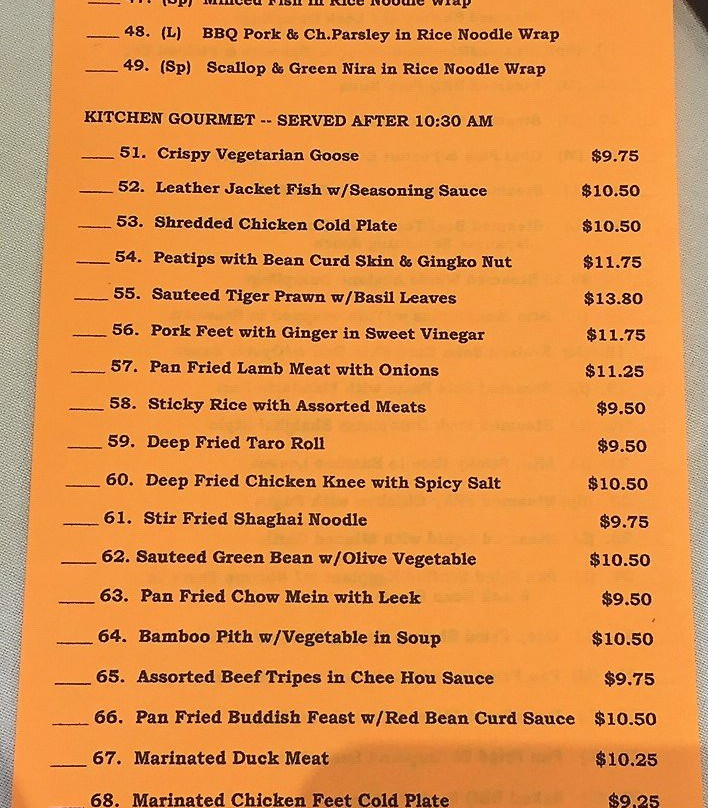 47. (Sp) Minced Fish in Rice Noodle Wrap
48. (L) BBQ Pork & Ch.Parsley in Rice Noodle Wrap
49. (Sp) Scallop & Green Nira in Rice Noodle Wrap
KITCHEN GOURMET -- SERVED AFTER 10:30 AM
51. Crispy Vegetarian Goose $9.75
52. Leather Jacket Fish w/Seasoning Sauce $10.50
53. Shredded Chicken Cold Plate $10.50
54. Peatips with Bean Curd Skin & Gingko Nut $11.75
55. Sauteed Tiger Prawn w/Basil Leaves $13.80
56. Pork Feet with Ginger in Sweet Vinegar $11.75
57. Pan Fried Lamb Meat with Onions $11.25
58. Sticky Rice with Assorted Meats $9.50
59. Deep Fried Taro Roll $9.50
60. Deep Fried Chicken Knee with Spicy Salt $10.50
61. Stir Fried Shaghai Noodle $9.75
62. Sauteed Green Bean w/Olive Vegetable $10.50
63. Pan Fried Chow Mein with Leek $9.50
64. Bamboo Pith w/Vegetable in Soup $10.50
65. Assorted Beef Tripes in Chee Hou Sauce $9.75
66. Pan Fried Buddish Feast w/Red Bean Curd Sauce $10.50
67. Marinated Duck Meat $10.25
68. Marinated Chicken Feet Cold Plate $9.25